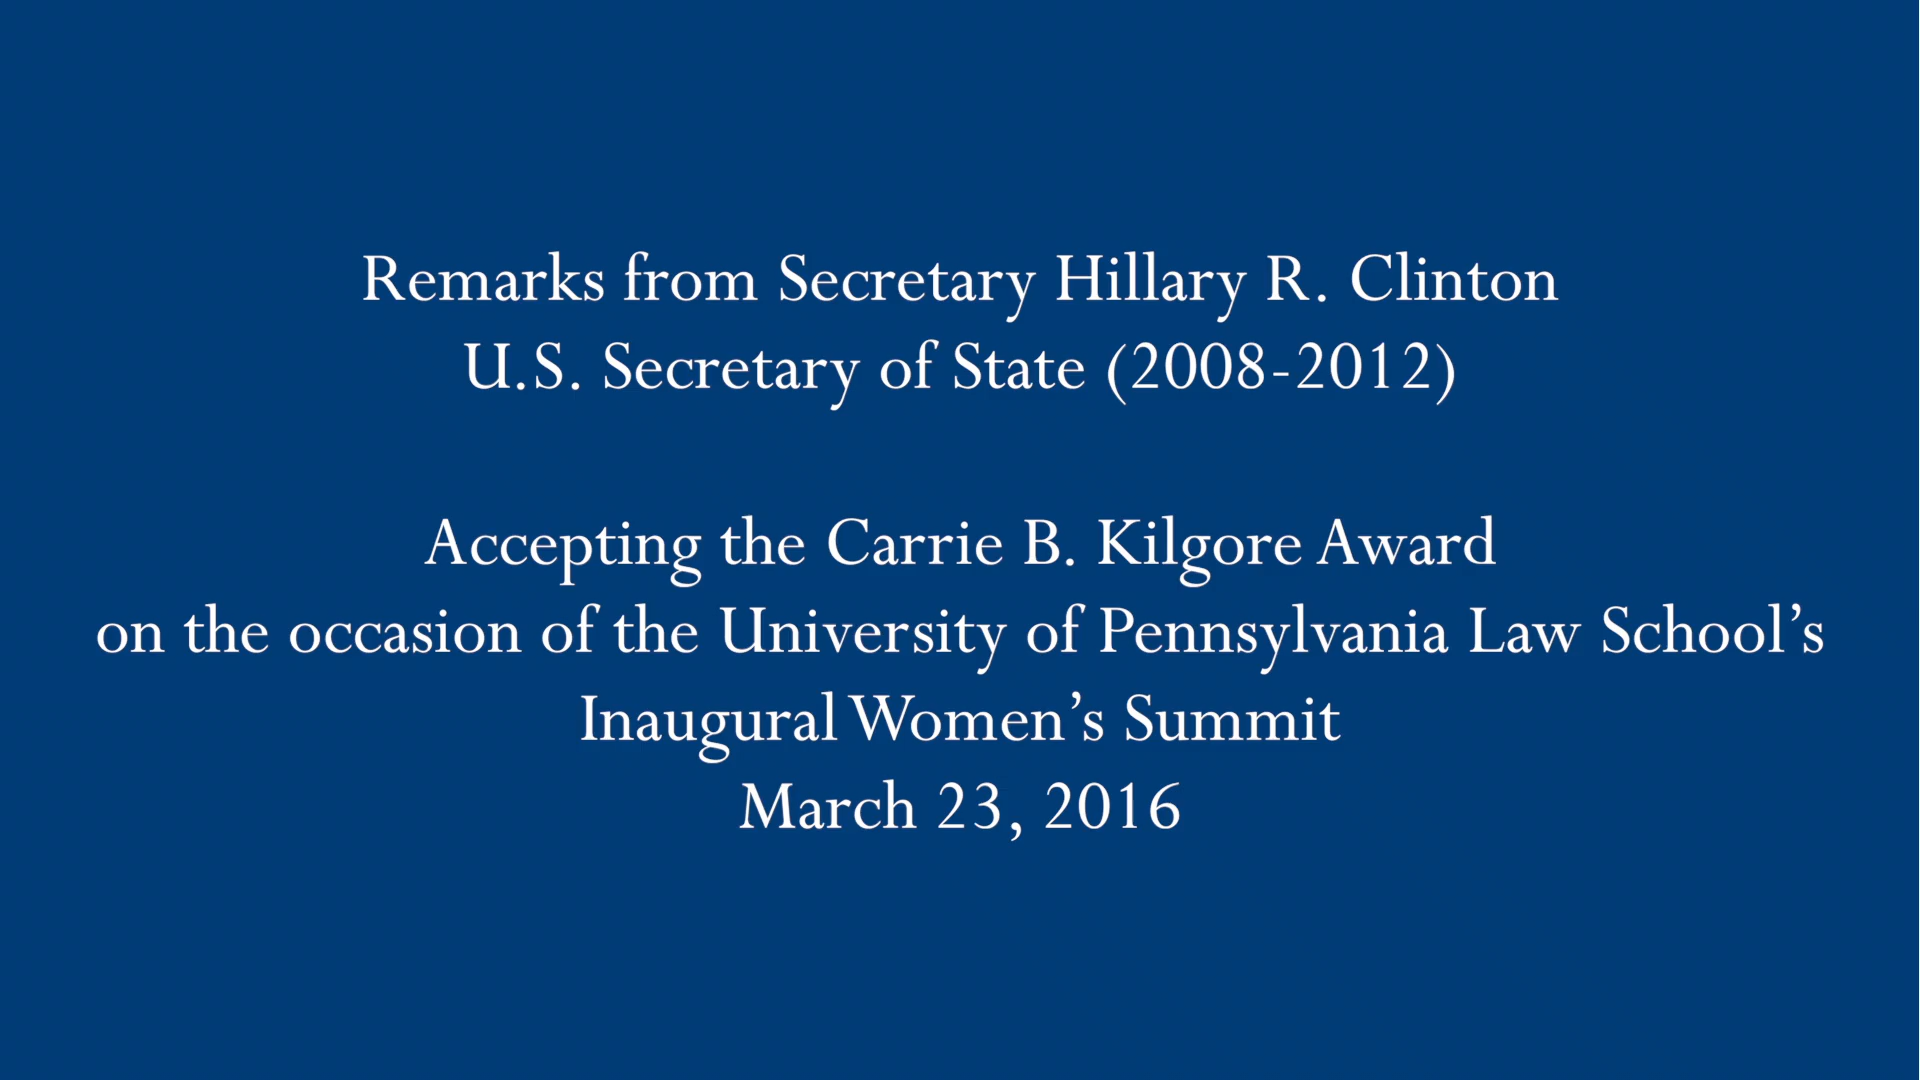 Remarks from Secretary Hillary R. Clinton
U.S. Secretary of State (2008-2012)
Accepting the Carrie B. Kilgore Award
on the occasion of the University of Pennsylvania Law School’s
Inaugural Women’s Summit
March 23, 2016